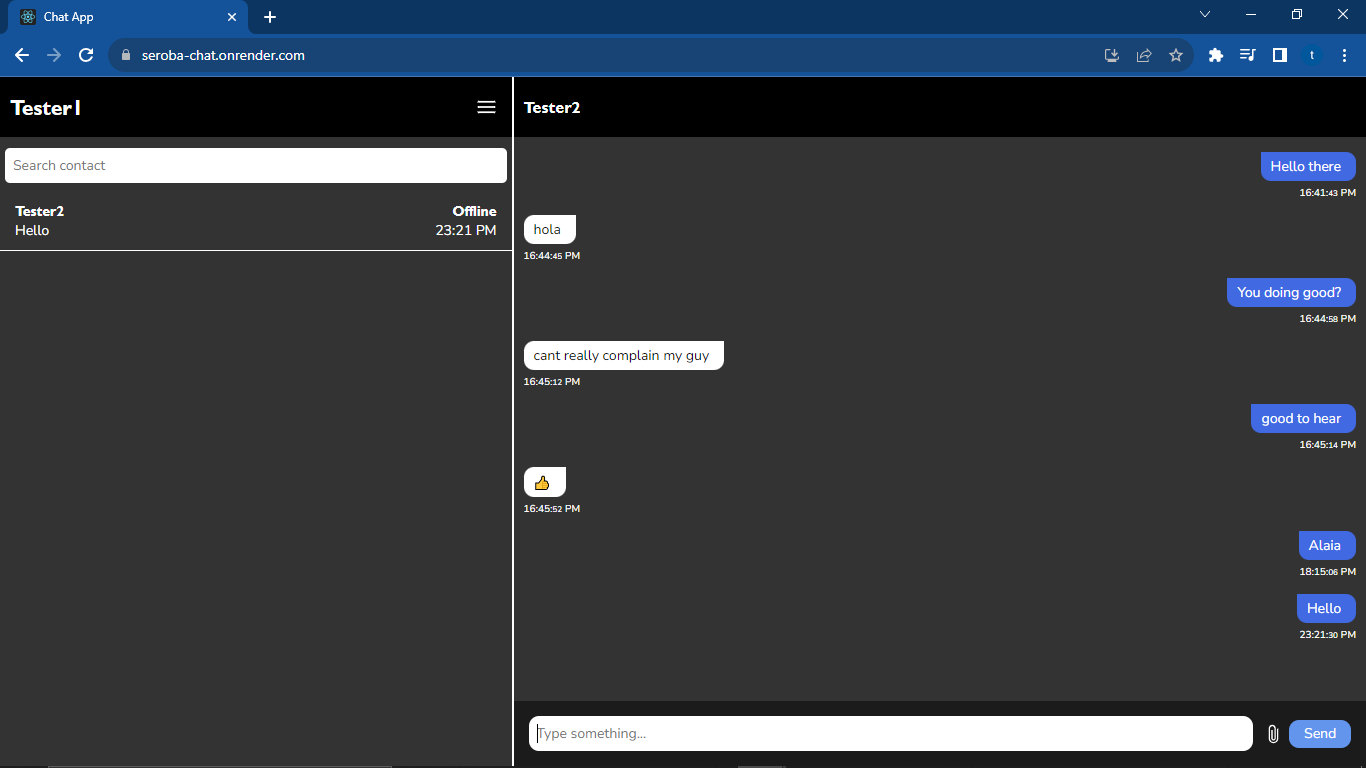 Chat App
seroba-chat.onrender.com
t
Tester1
Tester2
Search contact
Tester2 Offline
Hello 23:21 PM
Hello there
16:41:43 PM
hola
16:44:45 PM
You doing good?
16:44:58 PM
cant really complain my guy
16:45:12 PM
good to hear
16:45:14 PM
👍
16:45:52 PM
Alaia
18:15:06 PM
Hello
23:21:30 PM
Type something...
Send